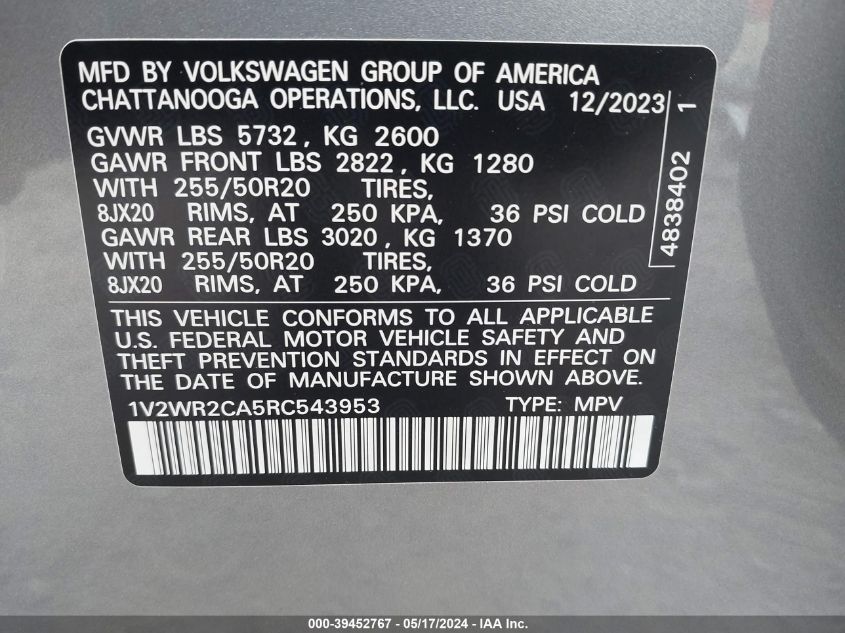 MFD BY VOLKSWAGEN GROUP OF AMERICA
CHATTANOOGA OPERATIONS, LLC. USA 12/2023
GVWR LBS 5732, KG 2600
GAWR FRONT LBS 2822, KG 1280
WITH 255/50R20 TIRES,
8JX20 RIMS, AT 250 KPA, 36 PSI COLD
GAWR REAR LBS 3020, KG 1370
WITH 255/50R20 TIRES,
8JX20 RIMS, AT 250 KPA, 36 PSI COLD
4838402 1
THIS VEHICLE CONFORMS TO ALL APPLICABLE
U.S. FEDERAL MOTOR VEHICLE SAFETY AND
THEFT PREVENTION STANDARDS IN EFFECT ON
THE DATE OF MANUFACTURE SHOWN ABOVE.
1V2WR2CA5RC543953 TYPE: MPV
000-39452767 - 05/17/2024 - IAA Inc.